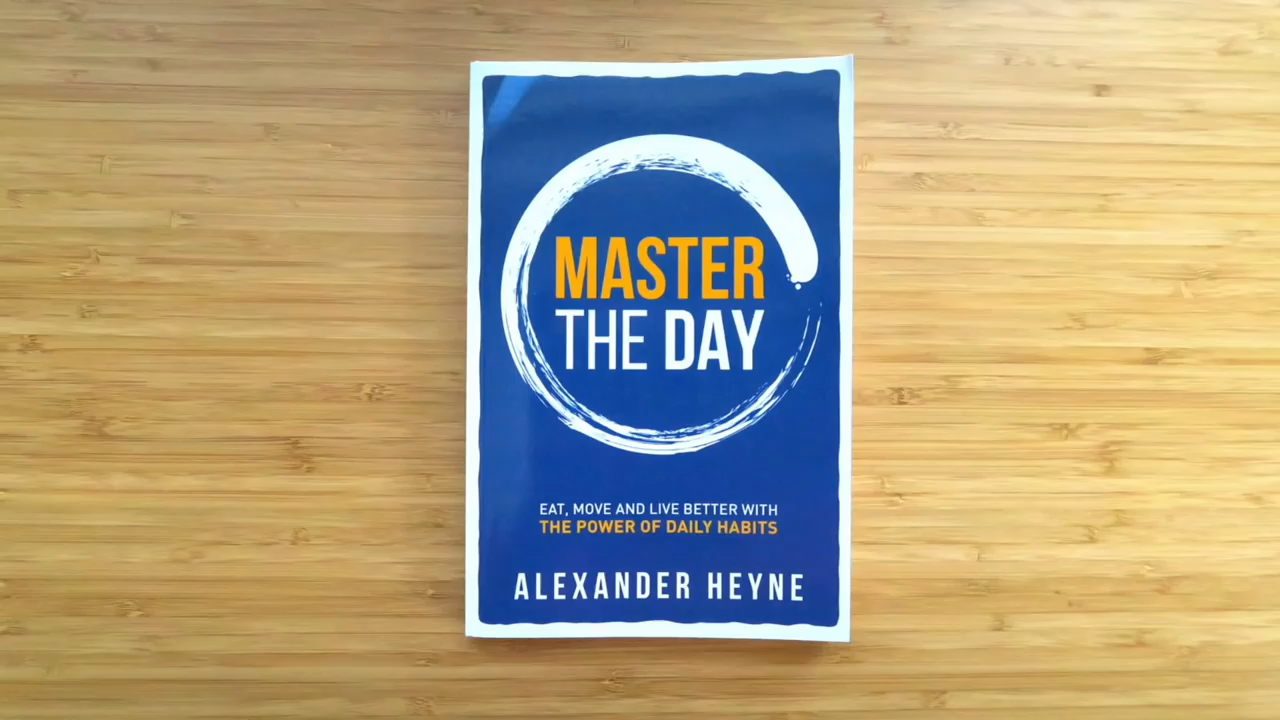 MASTER
THE DAY
EAT, MOVE AND LIVE BETTER WITH
THE POWER OF DAILY HABITS
ALEXANDER HEYNE